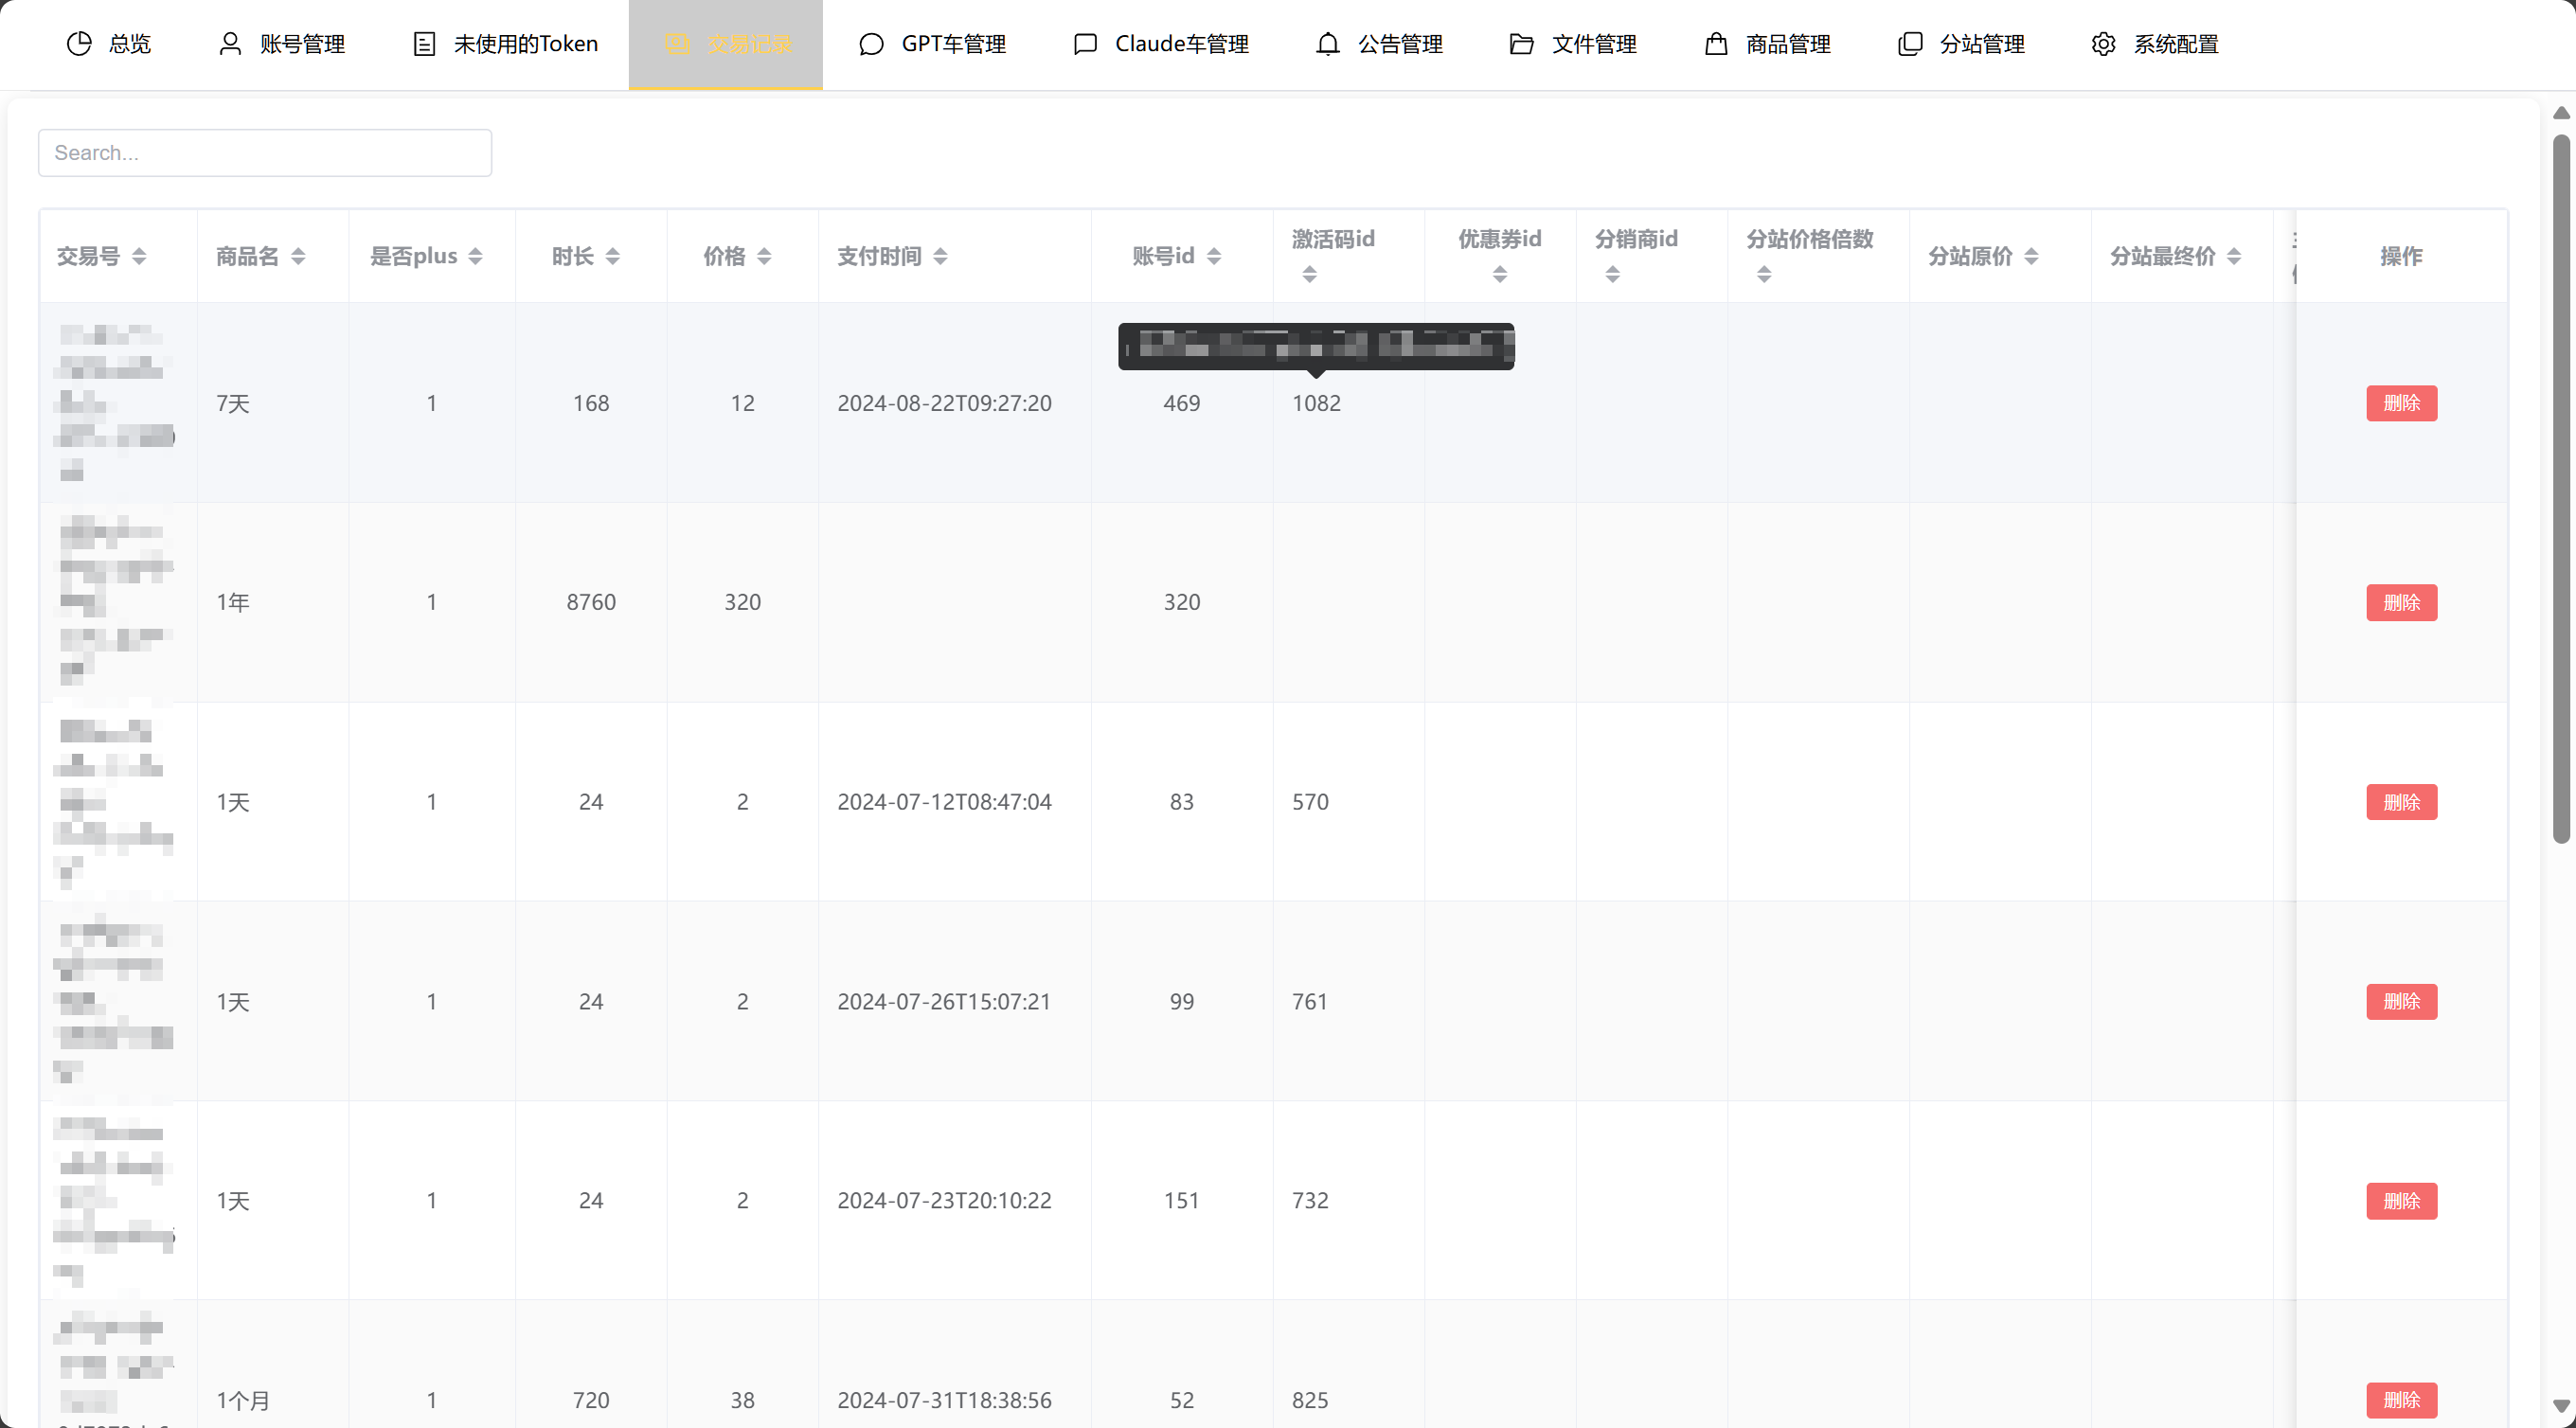 总览
账号管理
未使用的Token
交易记录
GPT车管理
Claude车管理
公告管理
文件管理
商品管理
分站管理
系统配置
Search...
交易号
商品名
是否plus
时长
价格
支付时间
账号id
激活码id
优惠券id
分销商id
分站价格倍数
分站原价
分站最终价
操作
7天 1 168 12 2024-08-22T09:27:20 469 1082 删除
1年 1 8760 320 320 删除
1天 1 24 2 2024-07-12T08:47:04 83 570 删除
1天 1 24 2 2024-07-26T15:07:21 99 761 删除
1天 1 24 2 2024-07-23T20:10:22 151 732 删除
1个月 1 720 38 2024-07-31T18:38:56 52 825 删除